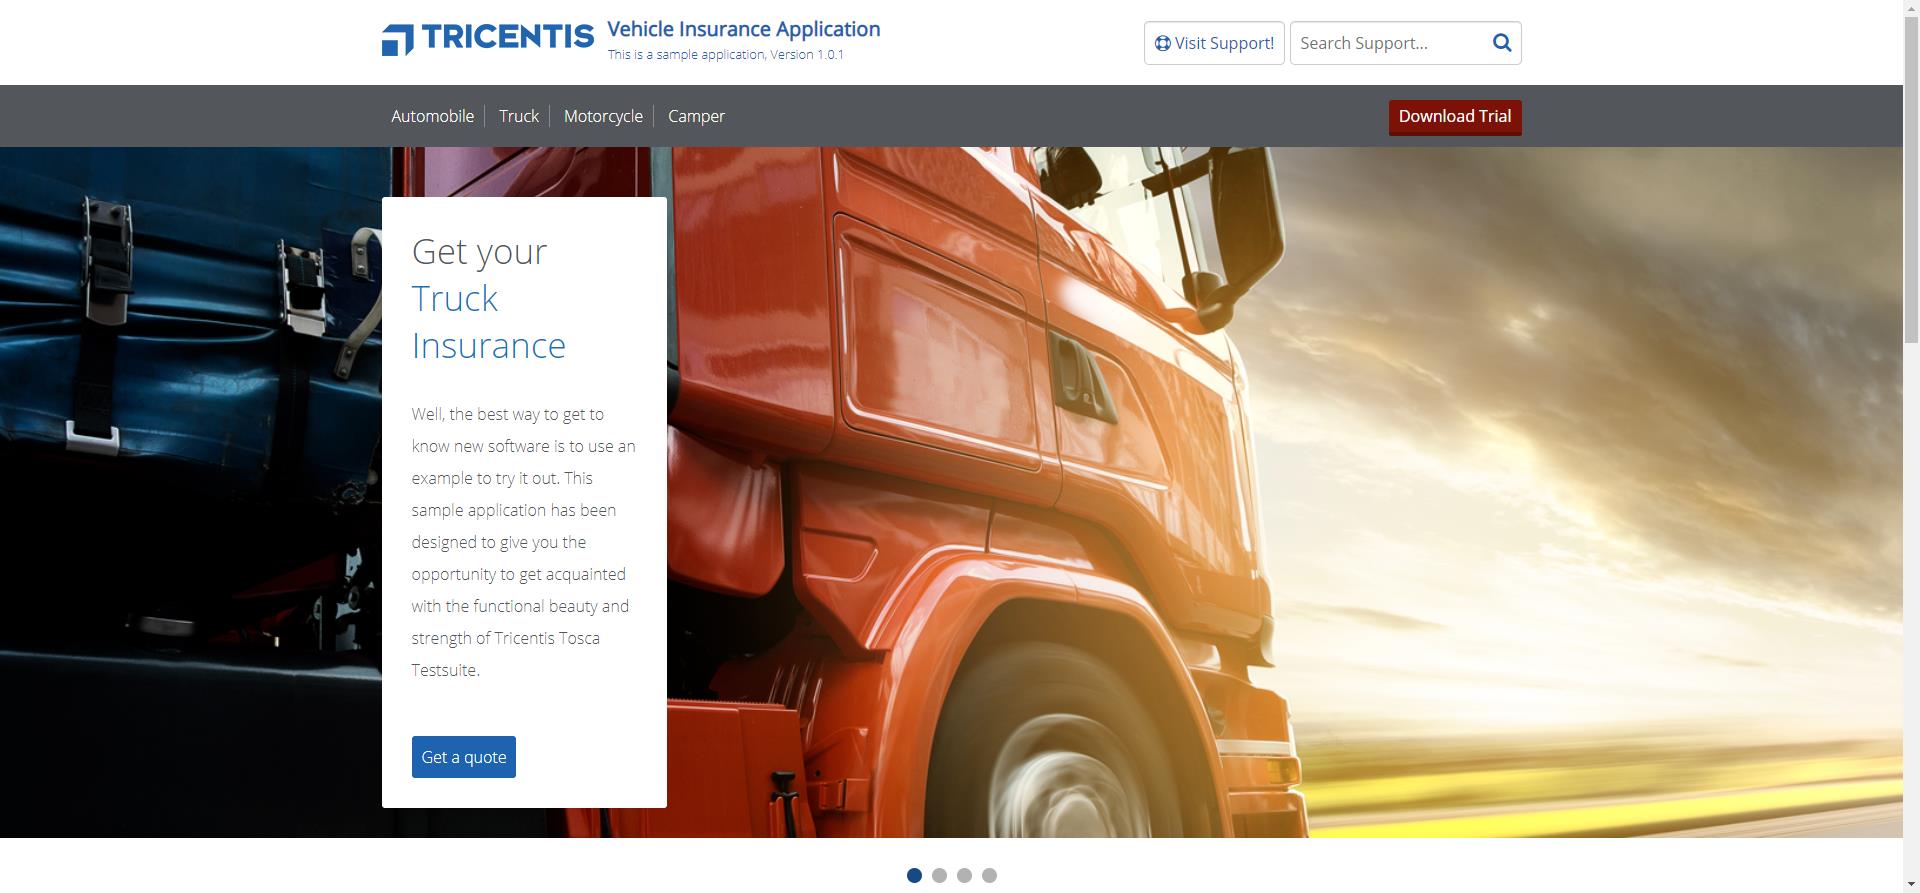 TRICENTIS
Vehicle Insurance Application
This is a sample application, Version 1.0.1
Visit Support!
Search Support...
Automobile
Truck
Motorcycle
Camper
Download Trial
Get your
Truck
Insurance
Well, the best way to get to
know new software is to use an
example to try it out. This
sample application has been
designed to give you the
opportunity to get acquainted
with the functional beauty and
strength of Tricentis Tosca
Testsuite.
Get a quote